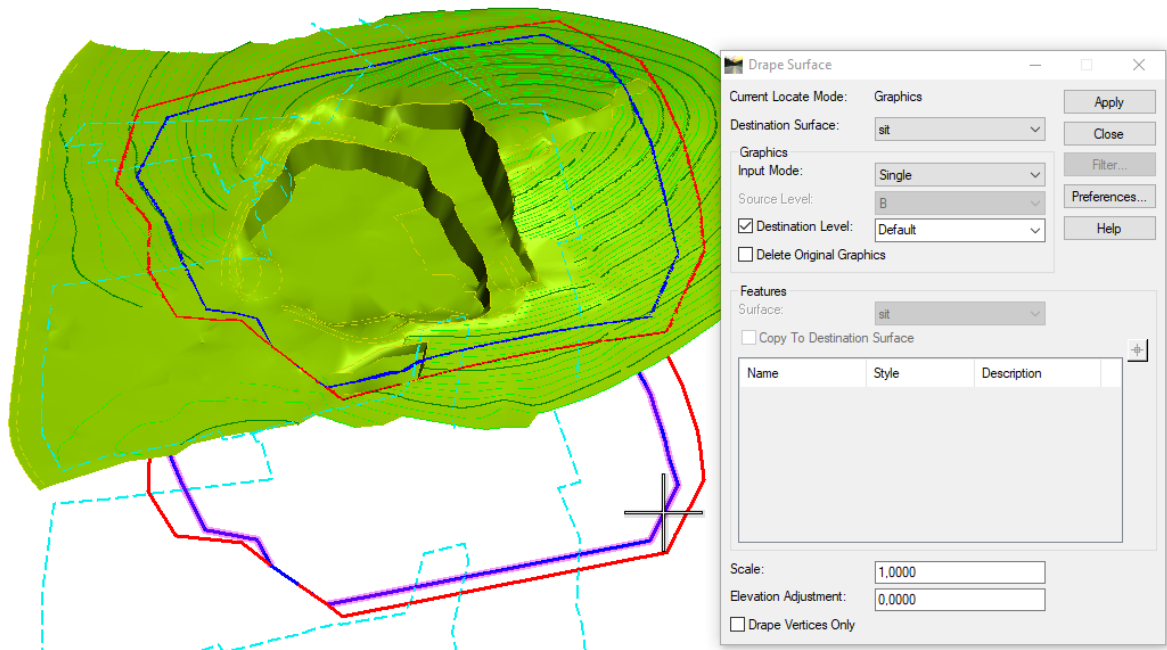 Drape Surface
Current Locate Mode: Graphics
Apply
Destination Surface: sit
Close
Graphics
Filter...
Input Mode: Single
Source Level: B
Preferences...
Destination Level: Default
Help
Delete Original Graphics
Features
Surface: sit
Copy To Destination Surface
Name Style Description
Scale: 1,0000
Elevation Adjustment: 0,0000
Drape Vertices Only